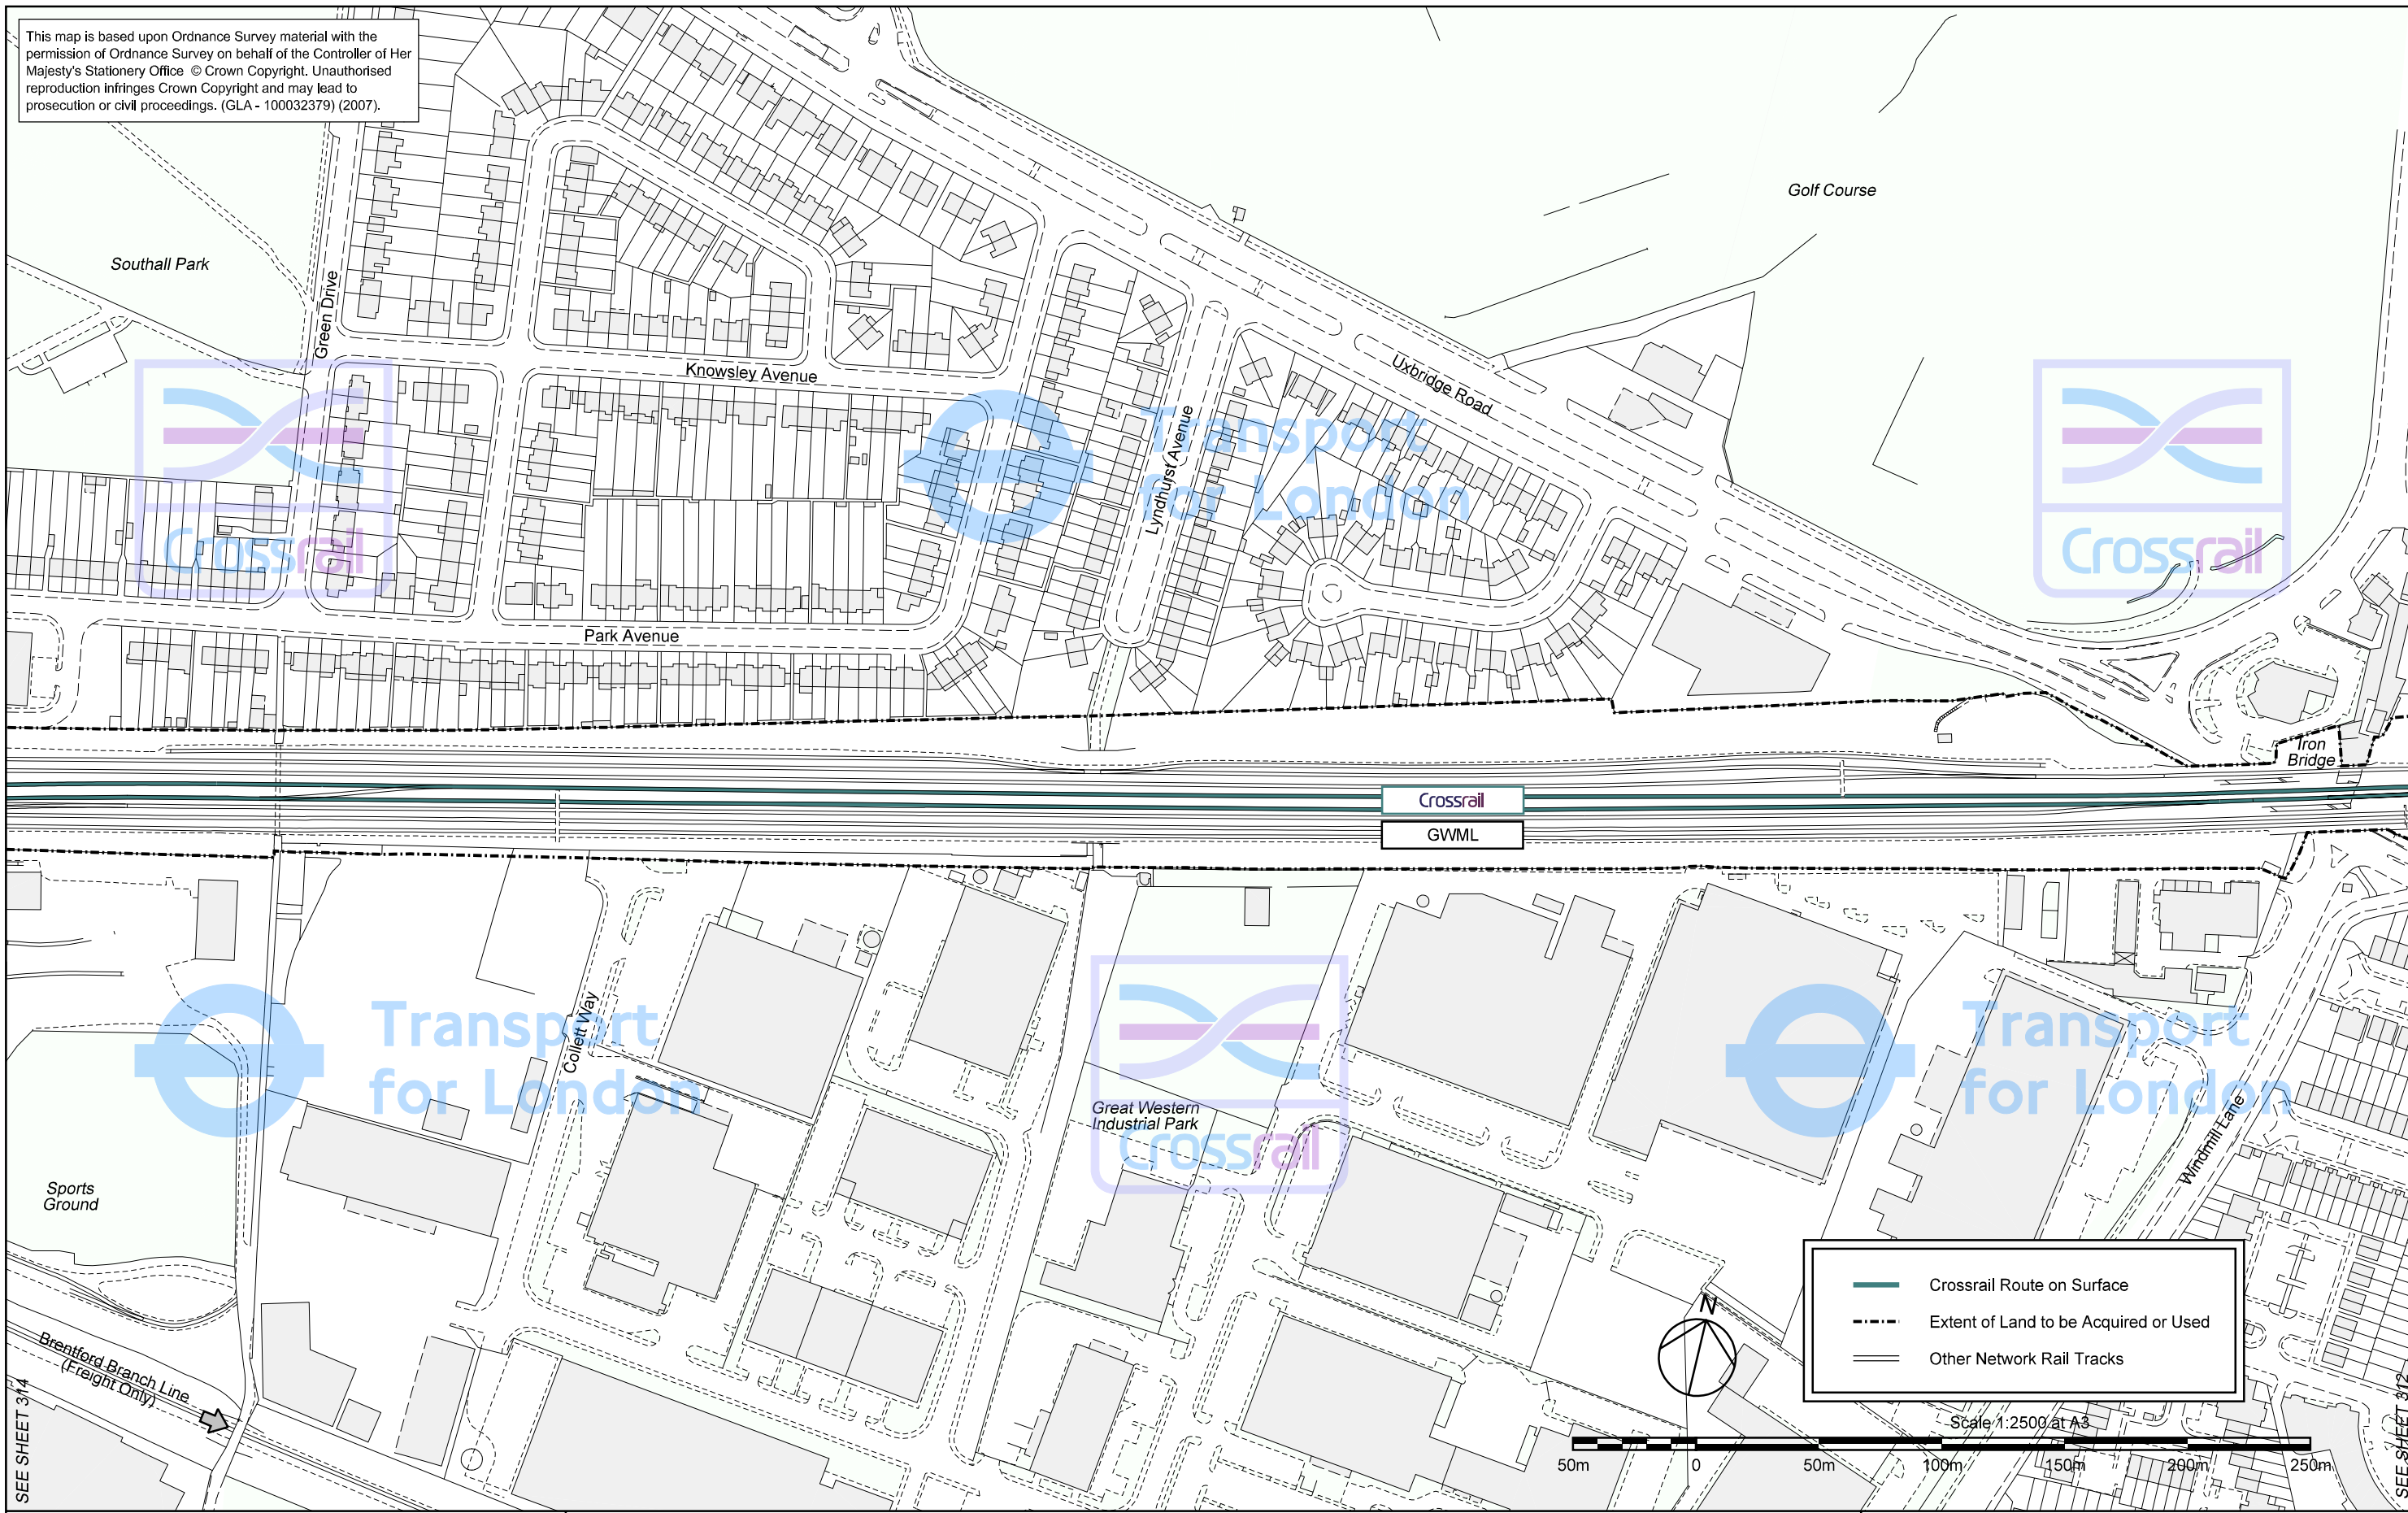 This map is based upon Ordnance Survey material with the
permission of Ordnance Survey on behalf of the Controller of Her
Majesty's Stationery Office © Crown Copyright. Unauthorised
reproduction infringes Crown Copyright and may lead to
prosecution or civil proceedings. (GLA - 100032379) (2007).
Golf Course
Southall Park
Green Drive
Knowsley Avenue
Uxbridge Road
Lyndhurst Avenue
Transport
for London
Crossrail
Crossrail
Park Avenue
Iron
Bridge
Crossrail
GWML
Collett Way
Transport
for London
Great Western
Industrial Park
Crossrail
Transport
for London
Windmill Lane
Sports
Ground
Brentford Branch Line
(Freight Only)
SEE SHEET 314
N
Crossrail Route on Surface
Extent of Land to be Acquired or Used
Other Network Rail Tracks
Scale 1:2500 at A3
50m 0 50m 100m 150m 200m 250m
SEE SHEET 312